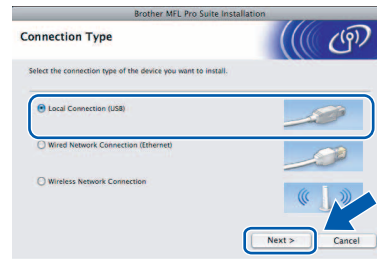 Brother MFL Pro Suite Installation
Connection Type
Select the connection type of the device you want to install.
Local Connection (USB)
Wired Network Connection (Ethernet)
Wireless Network Connection
Next >
Cancel